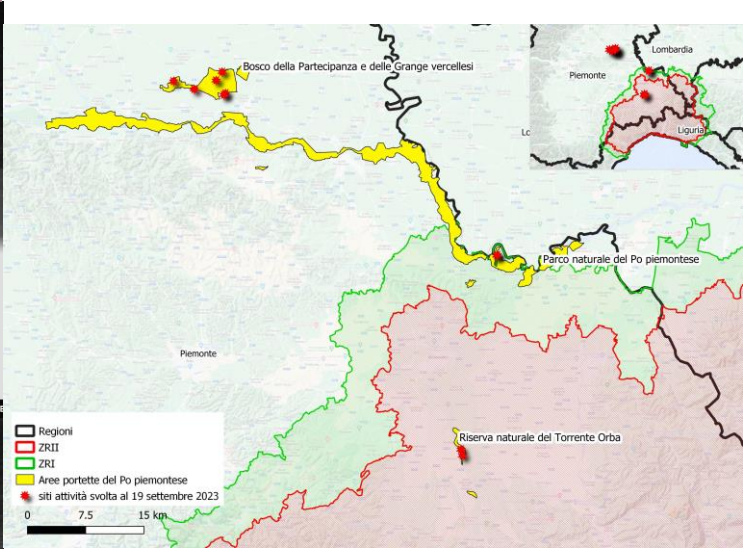 Bosco della Partecipanza e delle Grange vercellesi
Lombardia
Piemonte
Liguria
Parco naturale del Po piemontese
Piemonte
Riserva naturale del Torrente Orba
Regioni
ZRII
ZRI
Aree portette del Po piemontese
siti attività svolta al 19 settembre 2023
0 7.5 15 km